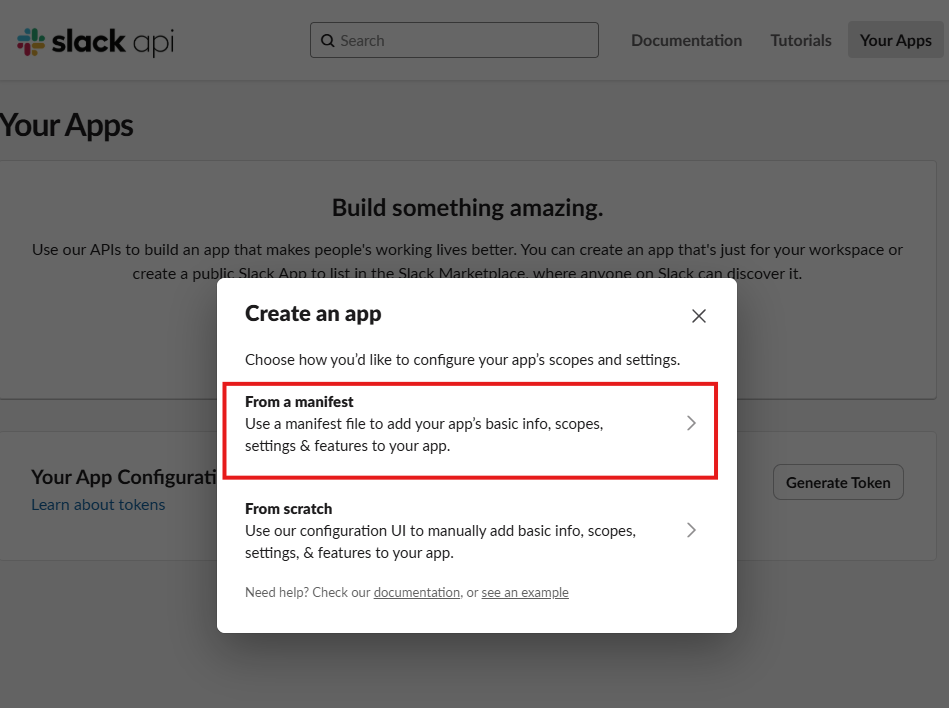 slack api
Search
Documentation
Tutorials
Your Apps
Your Apps
Build something amazing.
Use our APIs to build an app that makes people's working lives better. You can create an app that's just for your workspace or
create a public Slack App to list in the Slack Marketplace, where anyone on Slack can discover it.
Create an app
Choose how you’d like to configure your app’s scopes and settings.
From a manifest
Use a manifest file to add your app’s basic info, scopes,
settings & features to your app.
From scratch
Use our configuration UI to manually add basic info, scopes,
settings, & features to your app.
Need help? Check our documentation, or see an example
Your App Configurati
Learn about tokens
Generate Token